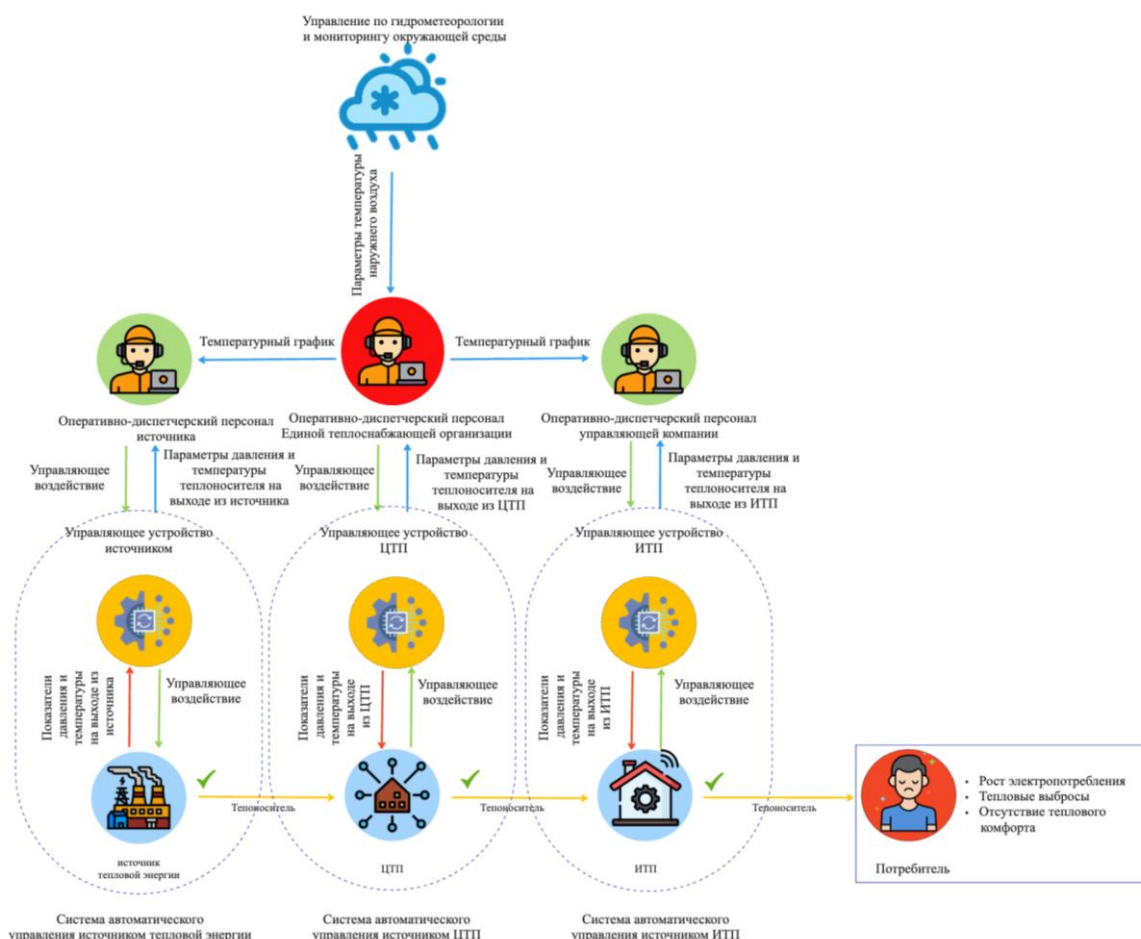 Управление по гидрометеорологии
и мониторингу окружающей среды
Параметры температуры
наружнего воздуха
Температурный график
Температурный график
Оперативно-диспетчерский персонал
источника
Оперативно-диспетчерский персонал
Единой теплоснабжающей организации
Оперативно-диспетчерский персонал
управляющей компании
Управляющее
воздействие
Параметры давления и
температуры
теплоносителя на
выходе из источника
Управляющее
воздействие
Параметры давления и
температуры
теплоносителя на
выходе из ЦТП
Управляющее
воздействие
Параметры давления и
температуры
теплоносителя на
выходе из ИТП
Управляющее устройство
источником
Управляющее устройство
ЦТП
Управляющее устройство
ИТП
Показатели
давления и
температуры
на выходе из
источника
Управляющее
воздействие
Показатели
давления и
температуры
на выходе
из ЦТП
Управляющее
воздействие
Показатели
давления и
температуры
на выходе
из ИТП
Управляющее
воздействие
Тепоноситель
Тепоноситель
Тепоноситель
• Рост электропотребления
• Тепловые выбросы
• Отсутствие теплового
комфорта
Потребитель
источник
тепловой энергии
ЦТП
ИТП
Система автоматического
управления источником тепловой энергии
Система автоматического
управления источником ЦТП
Система автоматического
управления источником ИТП